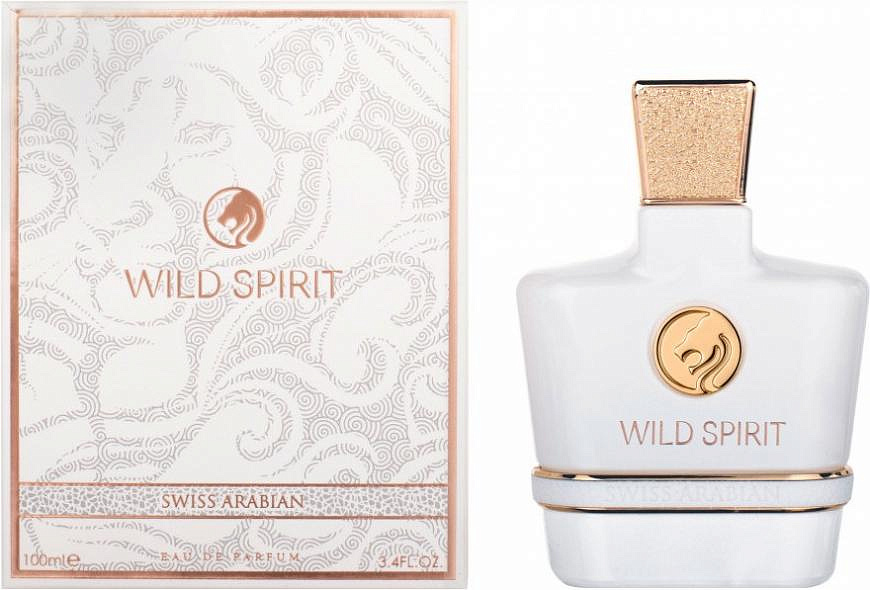 WILD SPIRIT
SWISS ARABIAN
100ml℮
EAU DE PARFUM
3.4FL.OZ.
WILD SPIRIT
SWISS ARABIAN